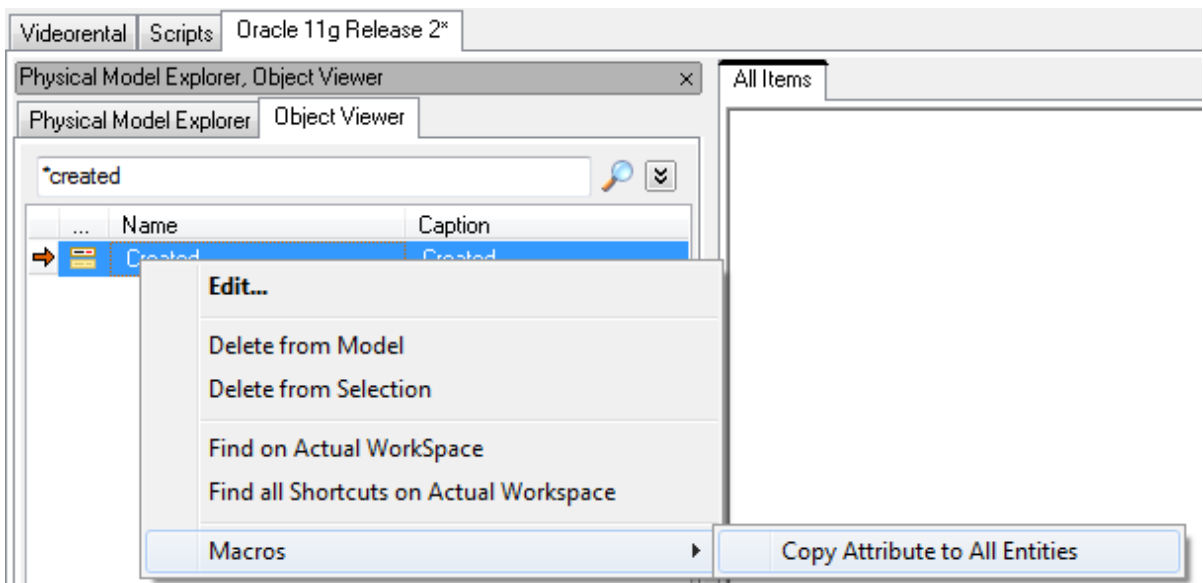 Videorental Scripts Oracle 11g Release 2*
Physical Model Explorer, Object Viewer
All Items
Physical Model Explorer Object Viewer
*created
... Name Caption
Created Created
Edit...
Delete from Model
Delete from Selection
Find on Actual WorkSpace
Find all Shortcuts on Actual Workspace
Macros
Copy Attribute to All Entities